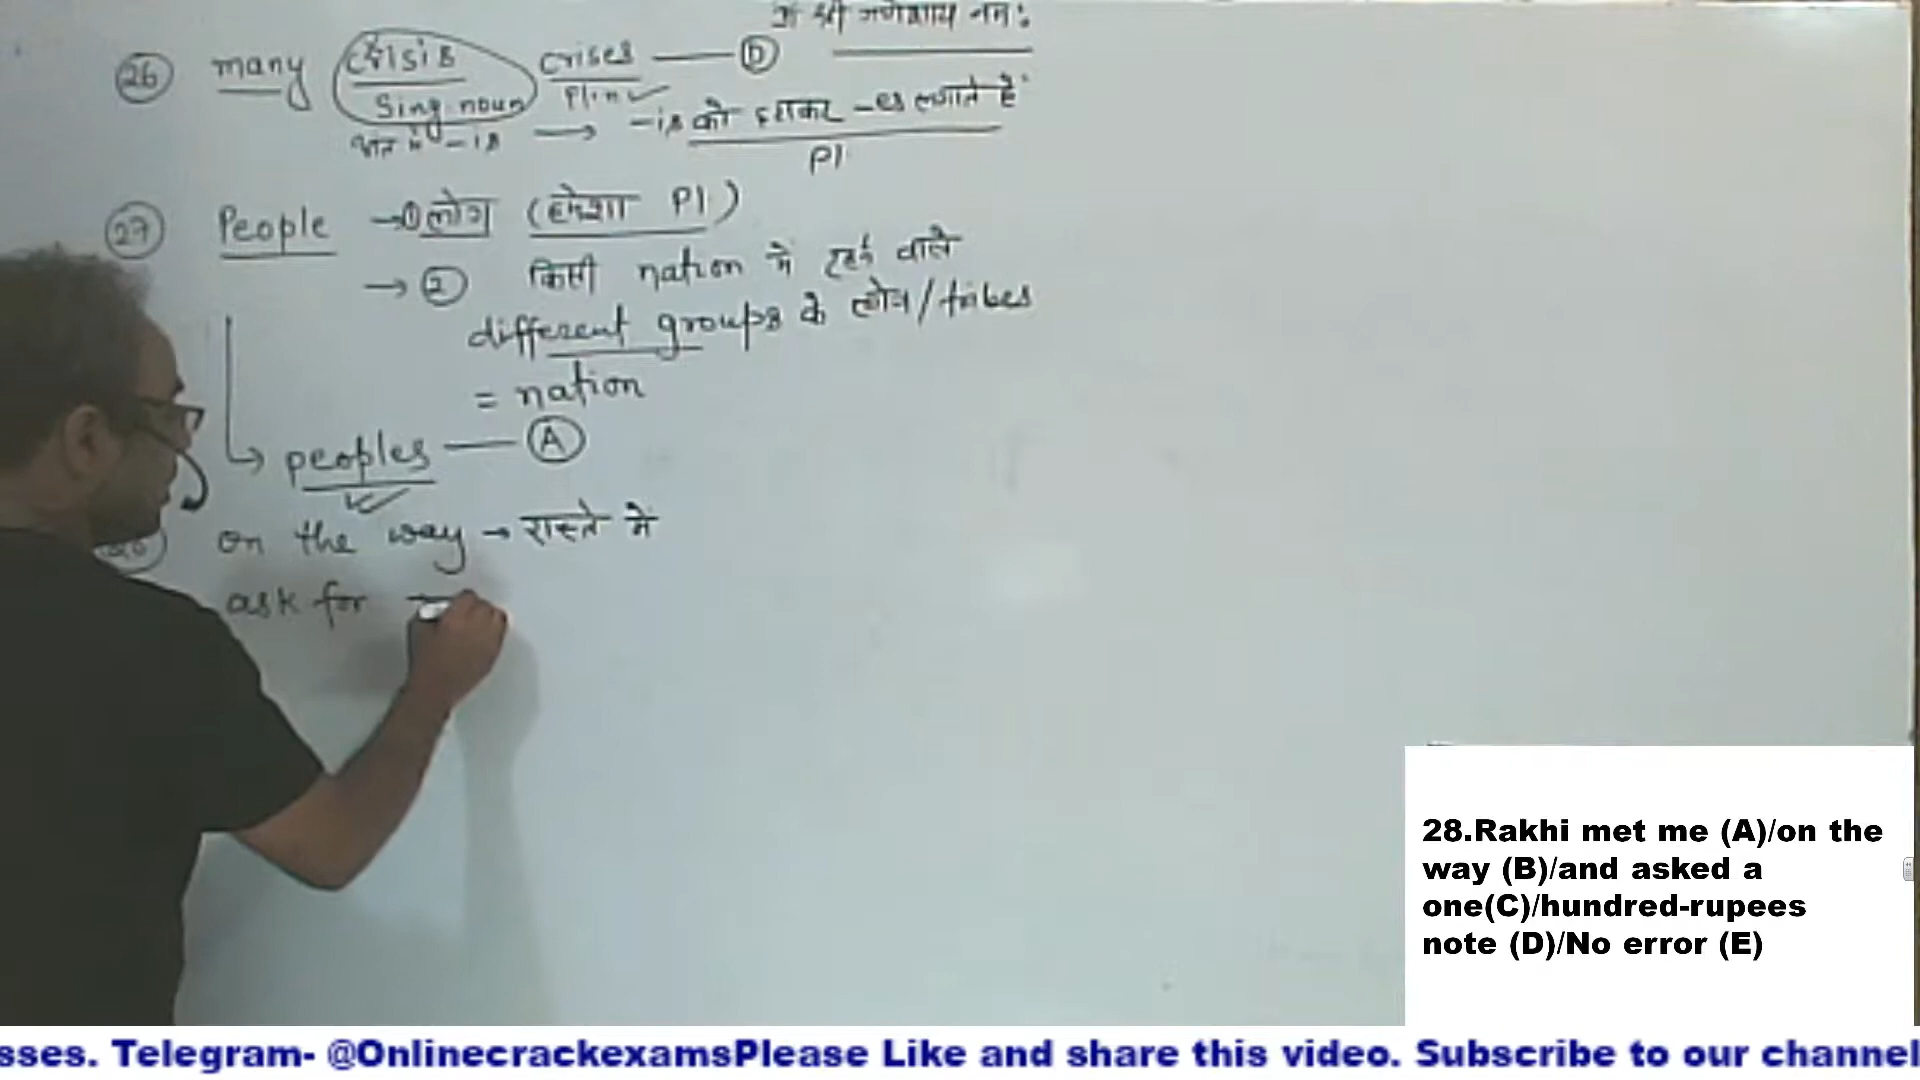 ॐ श्री गणेशाय नमः
26 many crisis crises — D
Sing. noun Pl.n
अंत में -is → -is को हटाकर -es लगाते हैं
Pl
27 People → ① लोग (हमेशा Pl)
→ ② किसी nation में रहने वाले
different groups के लोग/tribes
= nation
peoples — A
on the way → रास्ते में
ask for
28.Rakhi met me (A)/on the
way (B)/and asked a
one(C)/hundred-rupees
note (D)/No error (E)
sses. Telegram- @OnlinecrackexamsPlease Like and share this video. Subscribe to our channel